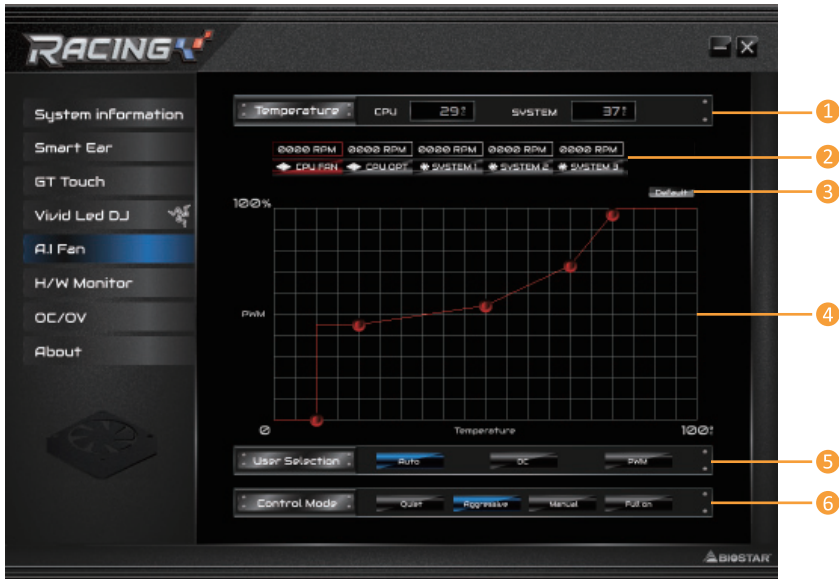 RACING
System information
Smart Ear
GT Touch
Vivid Led DJ
A.I Fan
H/W Monitor
OC/OV
About
Temperature CPU 29° SYSTEM 37°
1
0000 RPM 0000 RPM 0000 RPM 0000 RPM 0000 RPM
2
CPU FAN CPU OPT SYSTEM 1 SYSTEM 2 SYSTEM 3
Default
3
100%
PWM
4
0 Temperature 100°
User Selection Auto DC PWM
5
Control Mode Quiet Aggressive Manual Full on
6
BIOSTAR